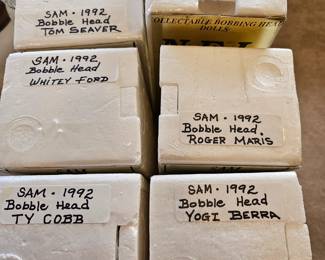 SAM · 1992
Bobble Head
TOM SEAVER
COLLECTABLE BOBBING HEAD
DOLLS
SAM · 1992
Bobble Head
WHITEY FORD
SAM · 1992
Bobble Head
ROGER MARIS
SAM · 1992
Bobble Head
TY COBB
SAM · 1992
Bobble Head
YOGI BERRA